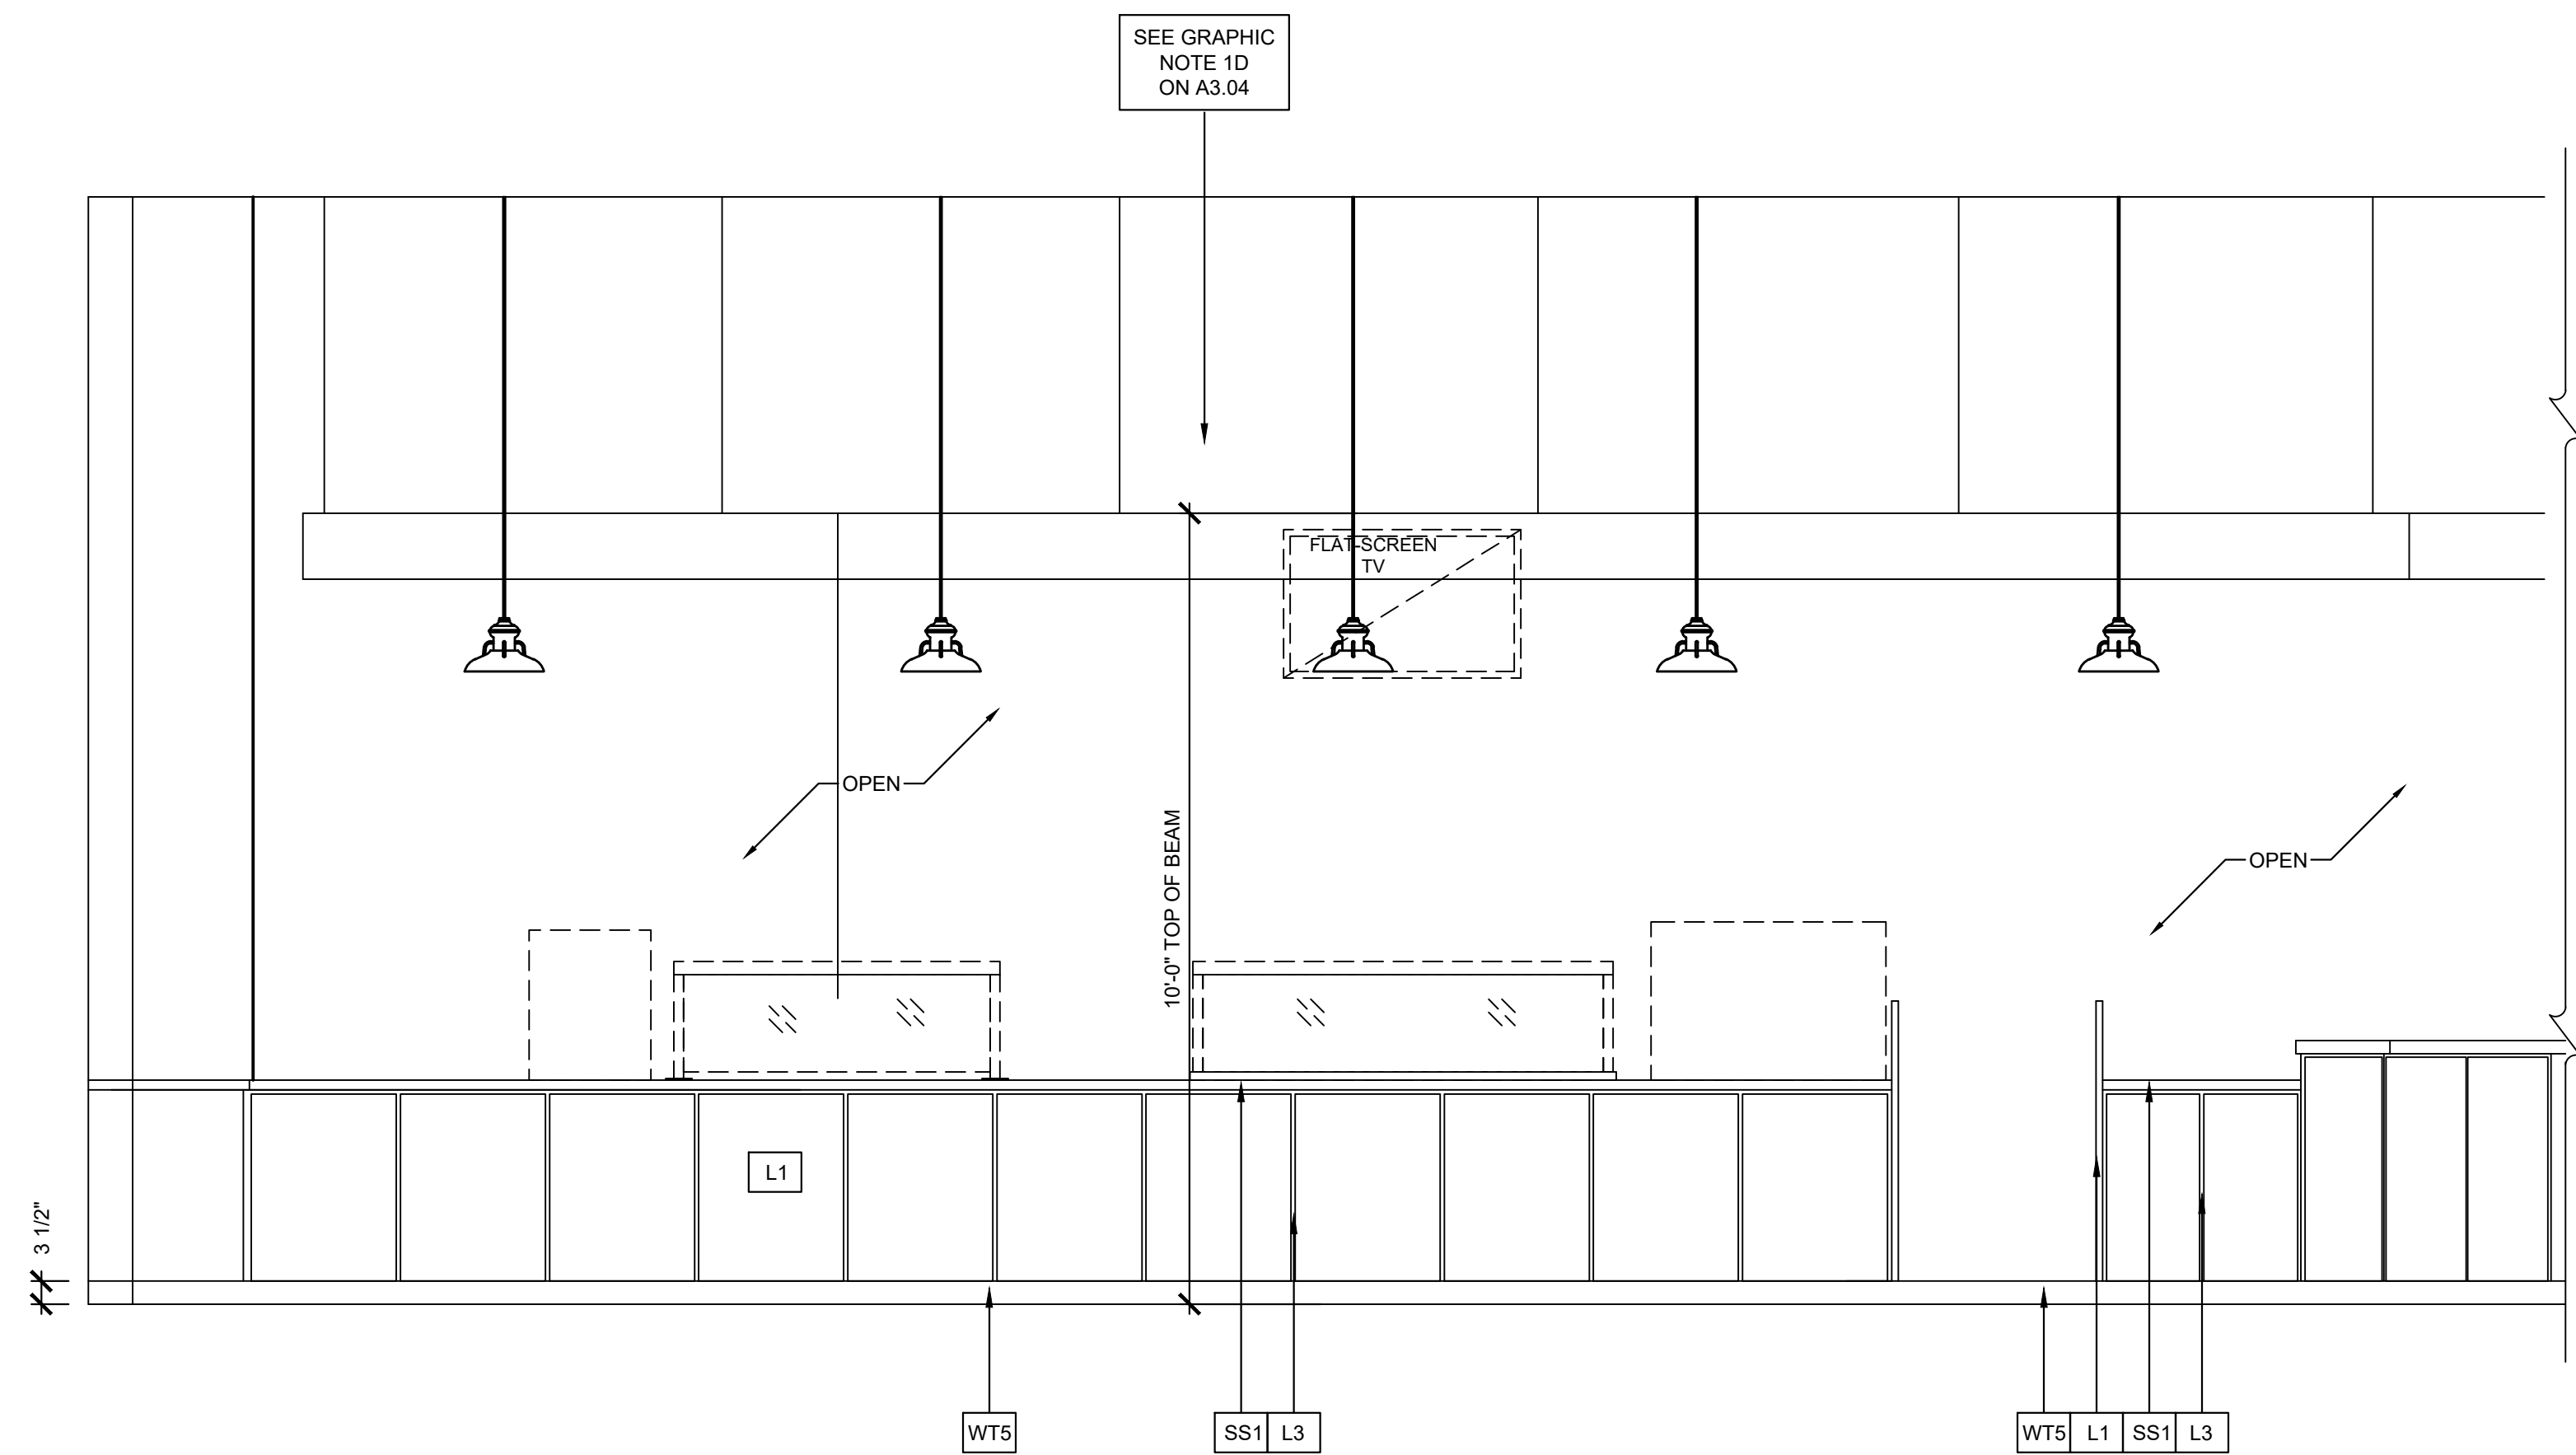 SEE GRAPHIC
NOTE 1D
ON A3.04
FLAT-SCREEN
TV
OPEN
OPEN
10'-0" TOP OF BEAM
L1
3 1/2"
WT5
SS1
L3
WT5
L1
SS1
L3